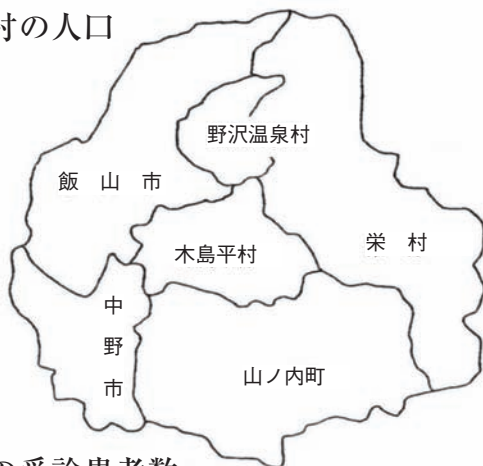 村の人口
野沢温泉村
飯山市
栄村
木島平村
中野市
山ノ内町
の受診患者数